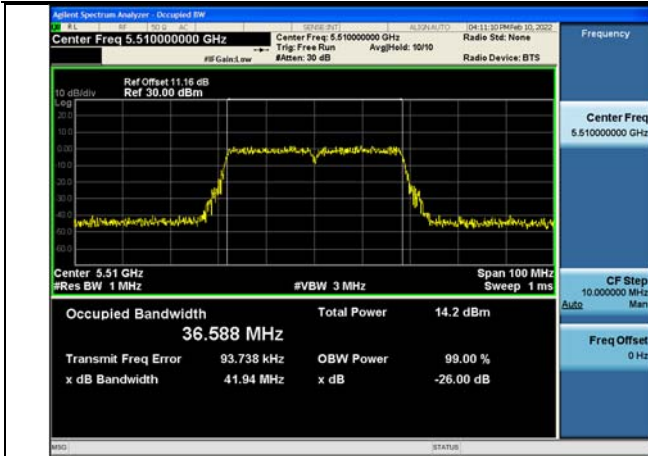 Agilent Spectrum Analyzer - Occupied BW
RL RF 50 Ω AC SENSE:INT ALIGNAUTO 04:11:10 PM Feb 10, 2022
Center Freq 5.510000000 GHz
Center Freq: 5.510000000 GHz
Radio Std: None
Trig: Free Run Avg|Hold: 10/10
#IFGain:Low #Atten: 30 dB Radio Device: BTS
Frequency
Ref Offset 11.16 dB
10 dB/div Ref 30.00 dBm
Log
20.0
10.0
0.00
-10.0
-20.0
-30.0
-40.0
-50.0
-60.0
Center 5.51 GHz Span 100 MHz
#Res BW 1 MHz #VBW 3 MHz Sweep 1 ms
Occupied Bandwidth Total Power 14.2 dBm
36.588 MHz
Transmit Freq Error 93.738 kHz OBW Power 99.00 %
x dB Bandwidth 41.94 MHz x dB -26.00 dB
Center Freq
5.510000000 GHz
CF Step
10.000000 MHz
Auto Man
Freq Offset
0 Hz
MSG STATUS